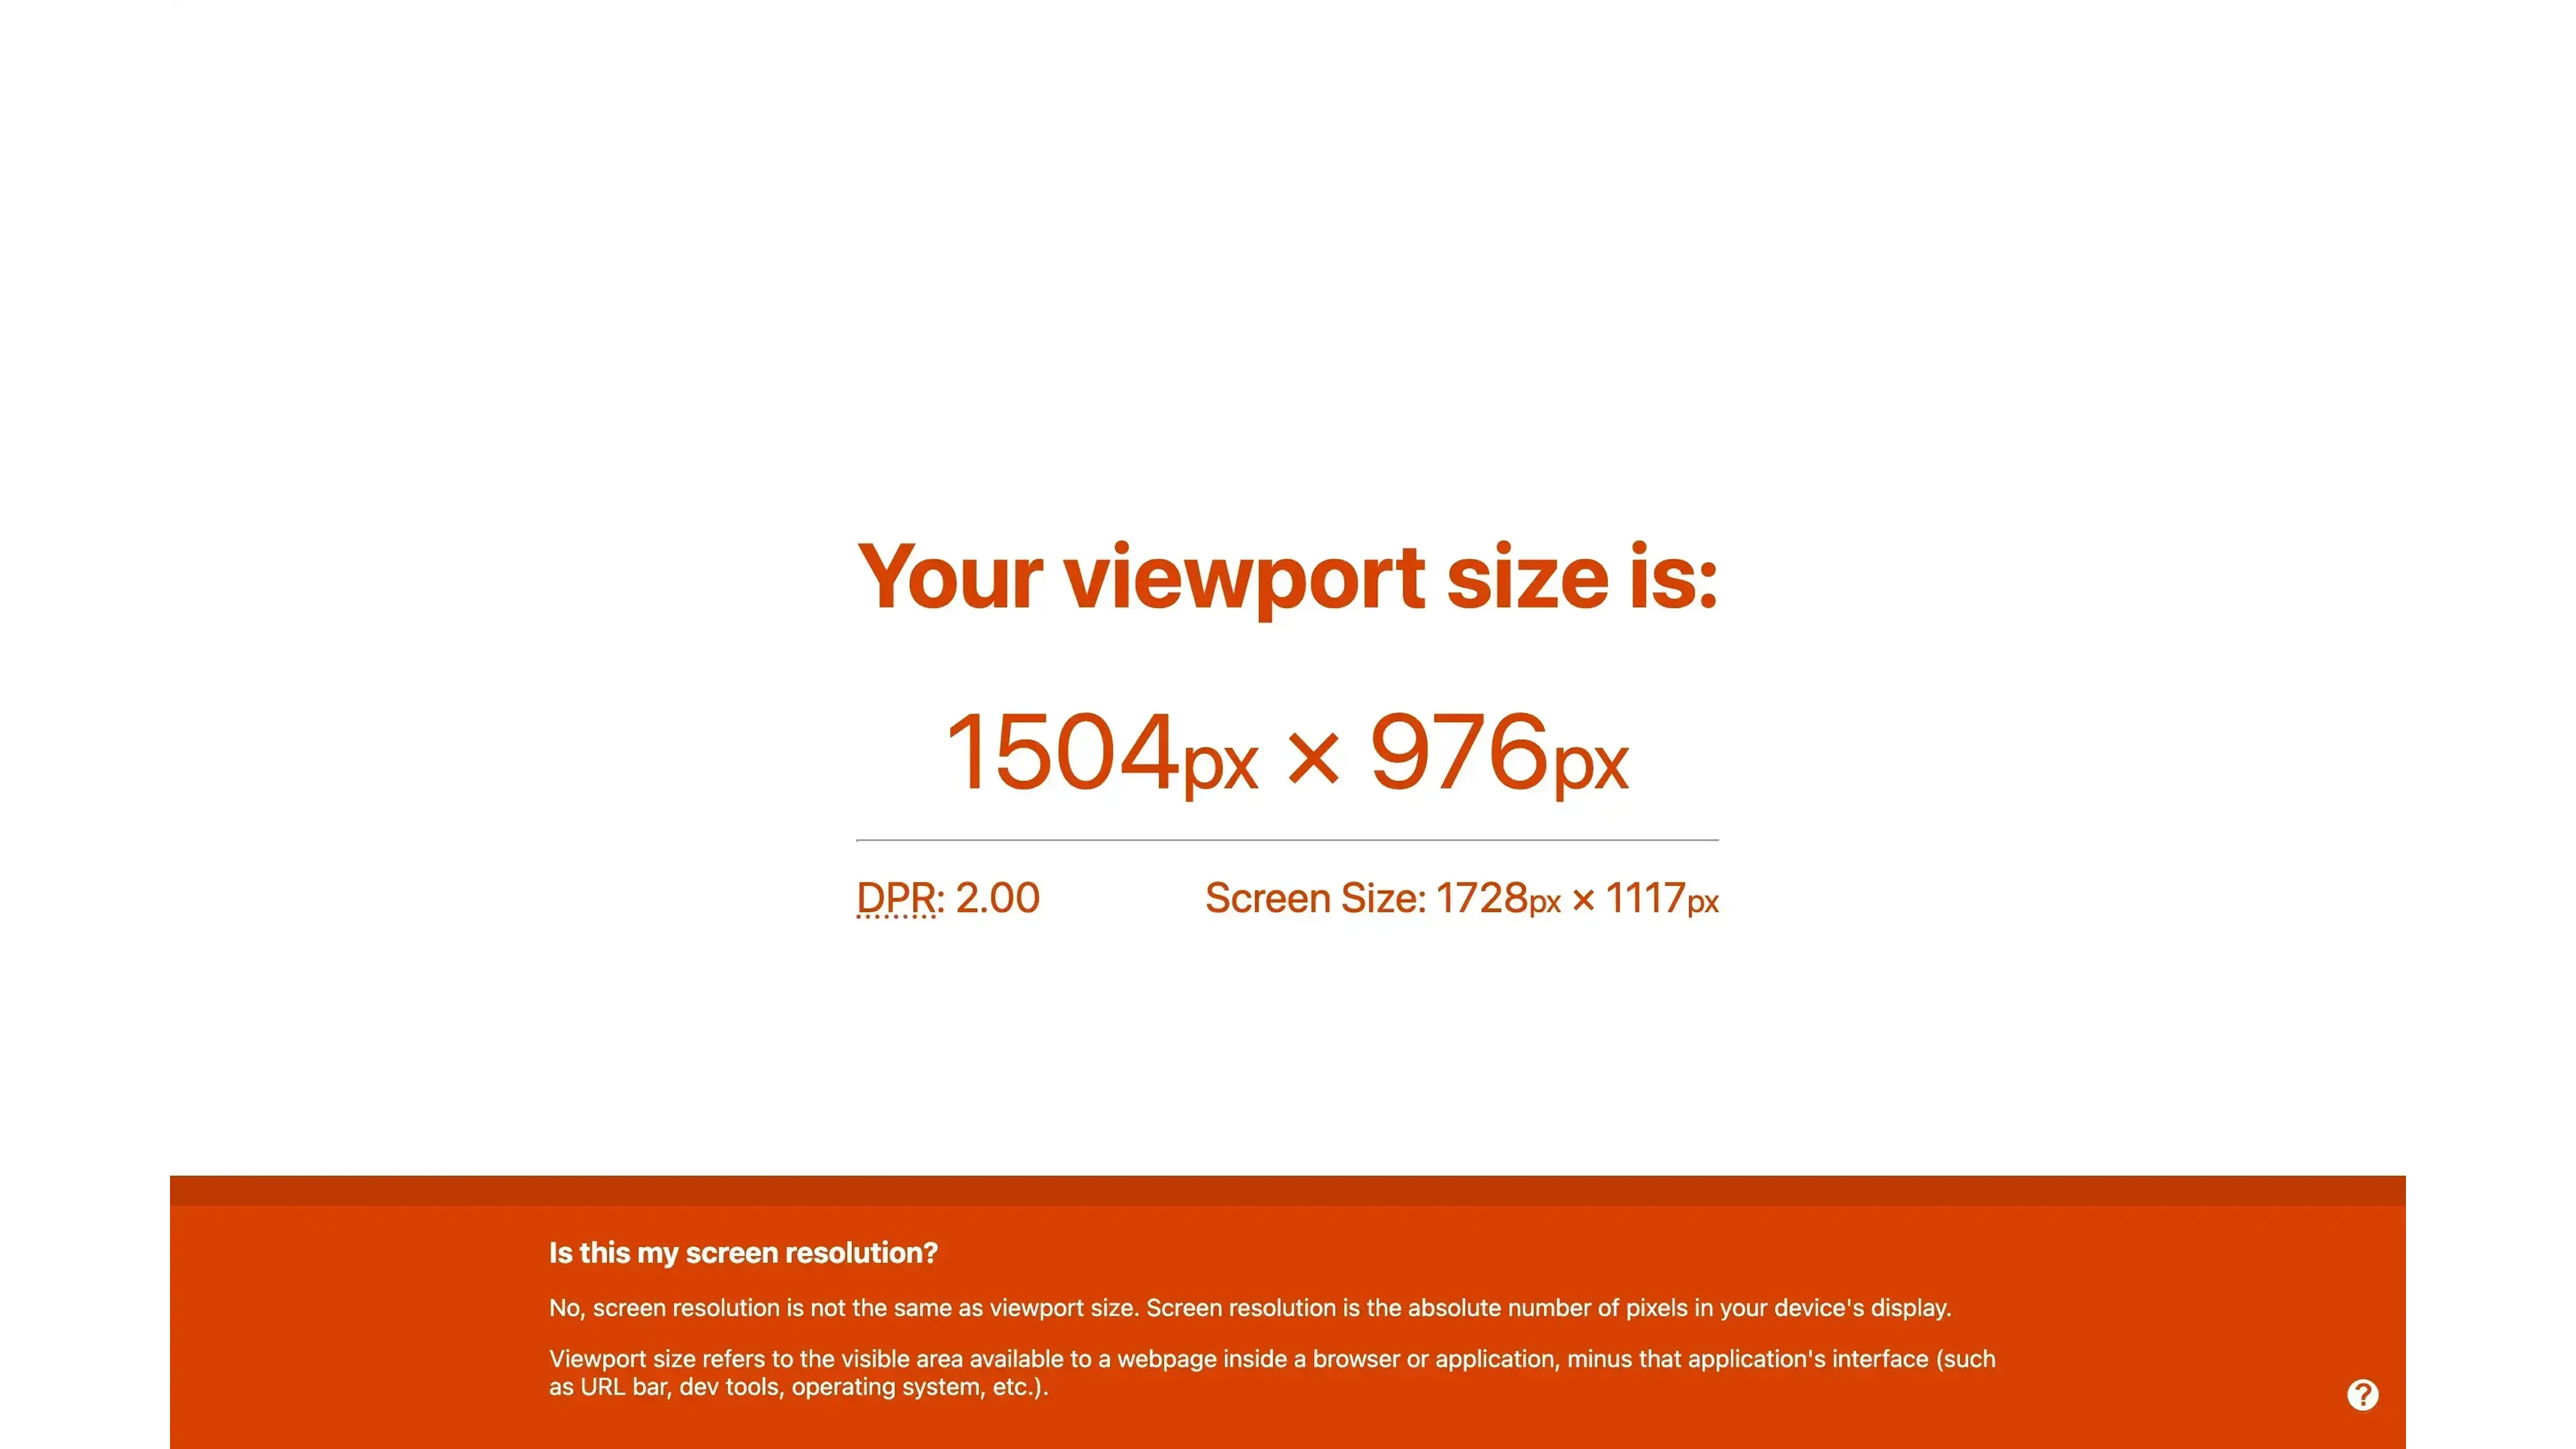 Your viewport size is:
1504px × 976px
DPR: 2.00
Screen Size: 1728px × 1117px
Is this my screen resolution?
No, screen resolution is not the same as viewport size. Screen resolution is the absolute number of pixels in your device's display.
Viewport size refers to the visible area available to a webpage inside a browser or application, minus that application's interface (such
as URL bar, dev tools, operating system, etc.).
?